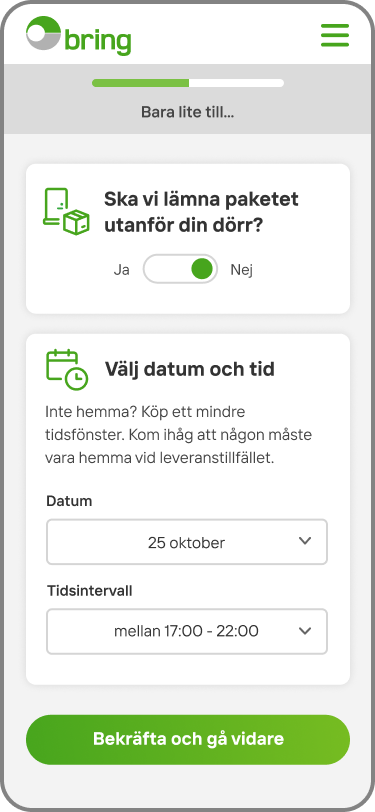 bring
Bara lite till...
Ska vi lämna paketet
utanför din dörr?
Ja
Nej
Välj datum och tid
Inte hemma? Köp ett mindre
tidsfönster. Kom ihåg att någon måste
vara hemma vid leveranstillfället.
Datum
25 oktober
Tidsintervall
mellan 17:00 - 22:00
Bekräfta och gå vidare